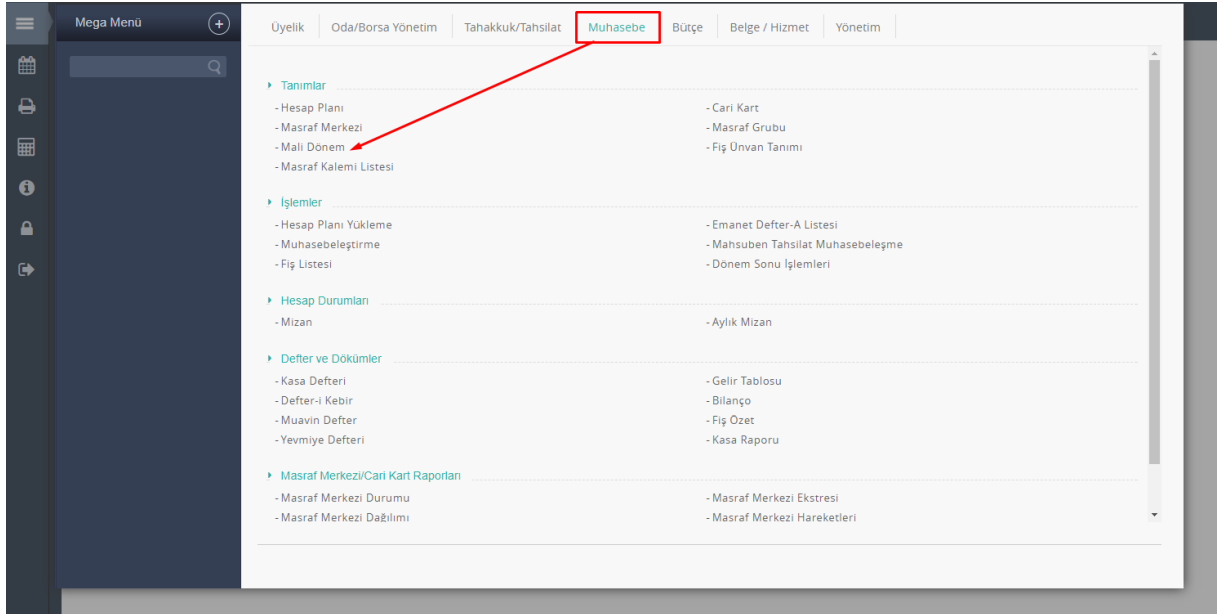 Mega Menü
Üyelik Oda/Borsa Yönetim Tahakkuk/Tahsilat Muhasebe Bütçe Belge / Hizmet Yönetim
Tanımlar
- Hesap Planı - Cari Kart
- Masraf Merkezi - Masraf Grubu
- Mali Dönem - Fiş Ünvan Tanımı
- Masraf Kalemi Listesi
İşlemler
- Hesap Planı Yükleme - Emanet Defter-A Listesi
- Muhasebeleştirme - Mahsuben Tahsilat Muhasebeleşme
- Fiş Listesi - Dönem Sonu İşlemleri
Hesap Durumları
- Mizan - Aylık Mizan
Defter ve Dökümler
- Kasa Defteri - Gelir Tablosu
- Defter-i Kebir - Bilanço
- Muavin Defter - Fiş Özet
- Yevmiye Defteri - Kasa Raporu
Masraf Merkezi/Cari Kart Raporları
- Masraf Merkezi Durumu - Masraf Merkezi Ekstresi
- Masraf Merkezi Dağılımı - Masraf Merkezi Hareketleri